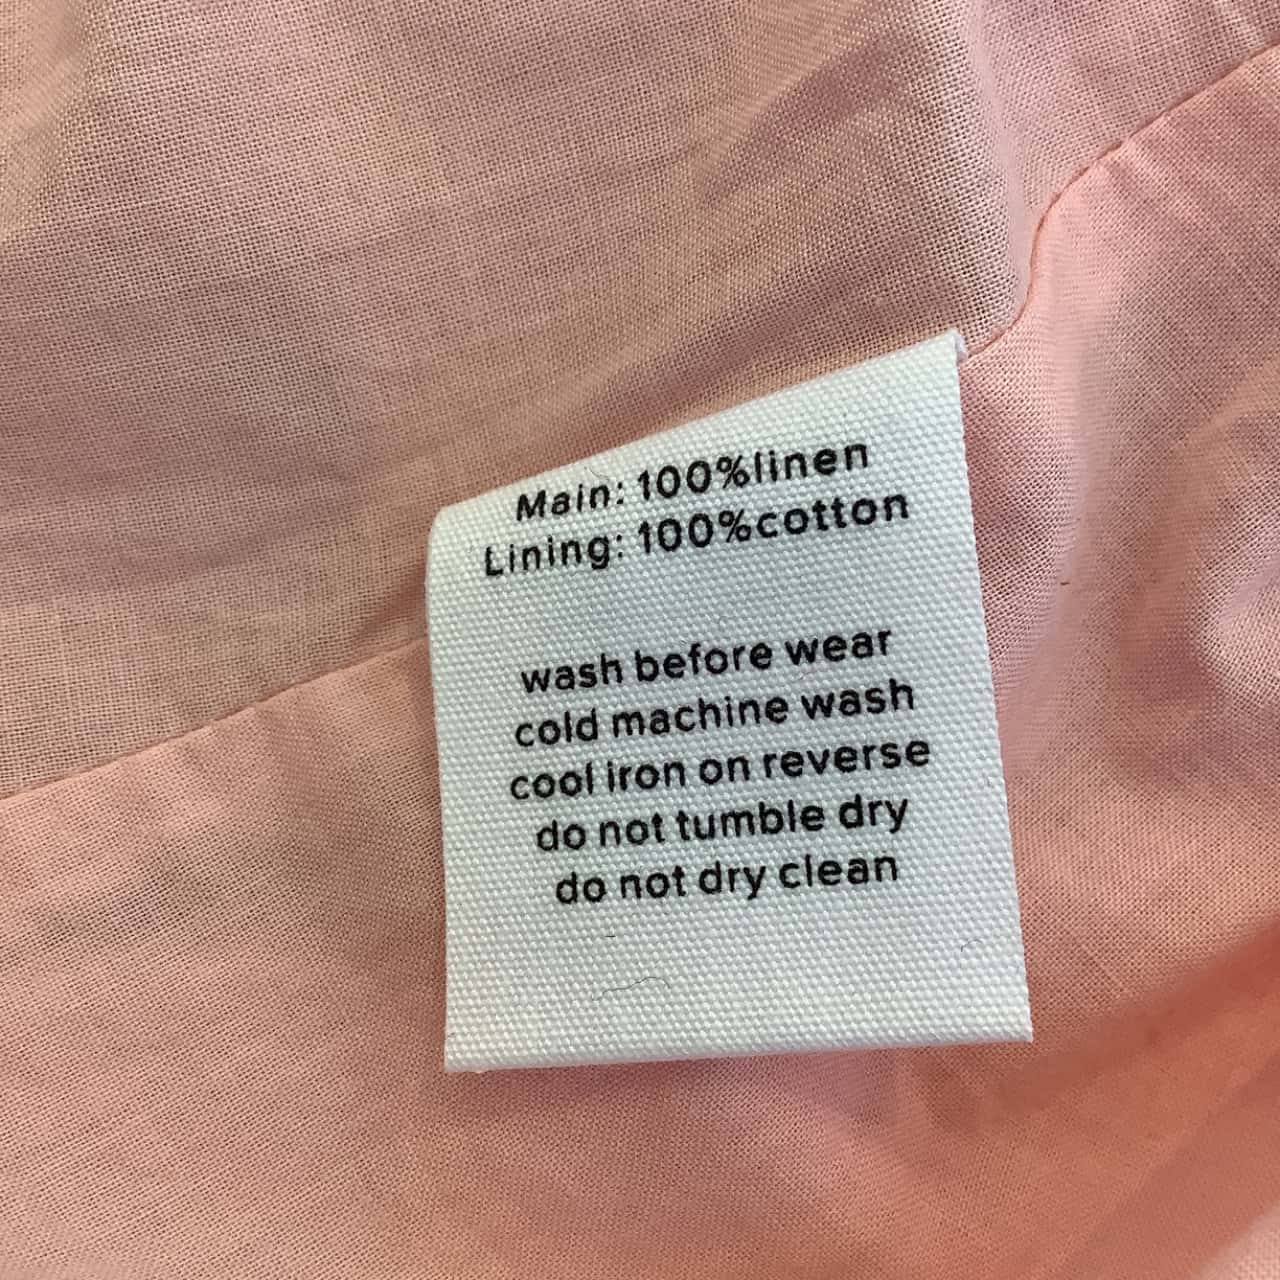 Main: 100%linen
Lining: 100%cotton
wash before wear
cold machine wash
cool iron on reverse
do not tumble dry
do not dry clean